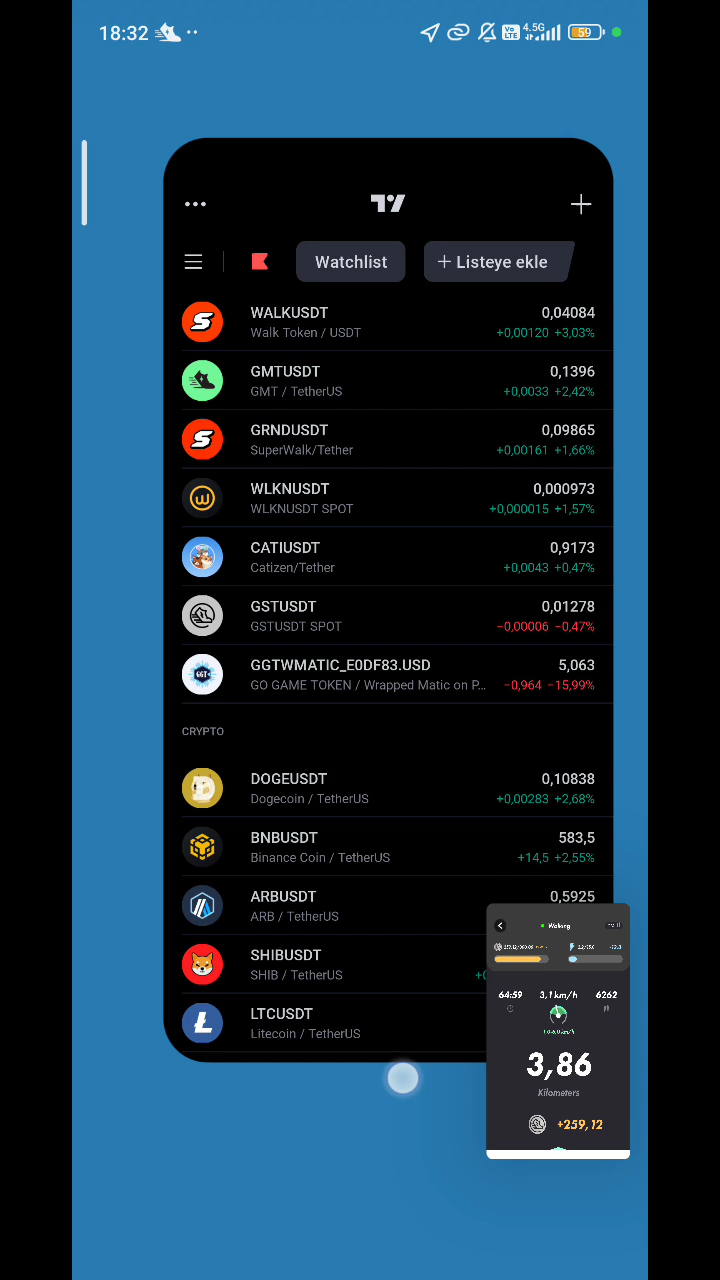 18:32
Vo LTE 4.5G 59
Watchlist
+ Listeye ekle
WALKUSDT 0,04084
Walk Token / USDT +0,00120 +3,03%
GMTUSDT 0,1396
GMT / TetherUS +0,0033 +2,42%
GRNDUSDT 0,09865
SuperWalk/Tether +0,00161 +1,66%
WLKNUSDT 0,000973
WLKNUSDT SPOT +0,000015 +1,57%
CATIUSDT 0,9173
Catizen/Tether +0,0043 +0,47%
GSTUSDT 0,01278
GSTUSDT SPOT −0,00006 −0,47%
GGTWMATIC_E0DF83.USD 5,063
GO GAME TOKEN / Wrapped Matic on P... −0,964 −15,99%
CRYPTO
DOGEUSDT 0,10838
Dogecoin / TetherUS +0,00283 +2,68%
BNBUSDT 583,5
Binance Coin / TetherUS +14,5 +2,55%
ARBUSDT 0,5925
ARB / TetherUS
SHIBUSDT
SHIB / TetherUS
LTCUSDT
Litecoin / TetherUS
Walking
64:59 3,1 km/h 6262
3,86
Kilometers
+259,12